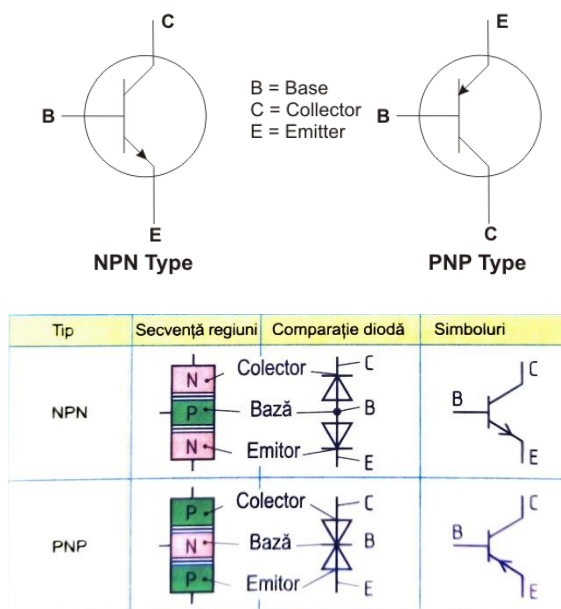 C
E
B
B = Base
C = Collector
E = Emitter
B
E
C
NPN Type
PNP Type
Tip
Secvență regiuni
Comparație diodă
Simboluri
NPN
N
P
N
Colector
Bază
Emitor
C
B
E
B
C
E
PNP
P
N
P
Colector
Bază
Emitor
C
B
E
B
C
E